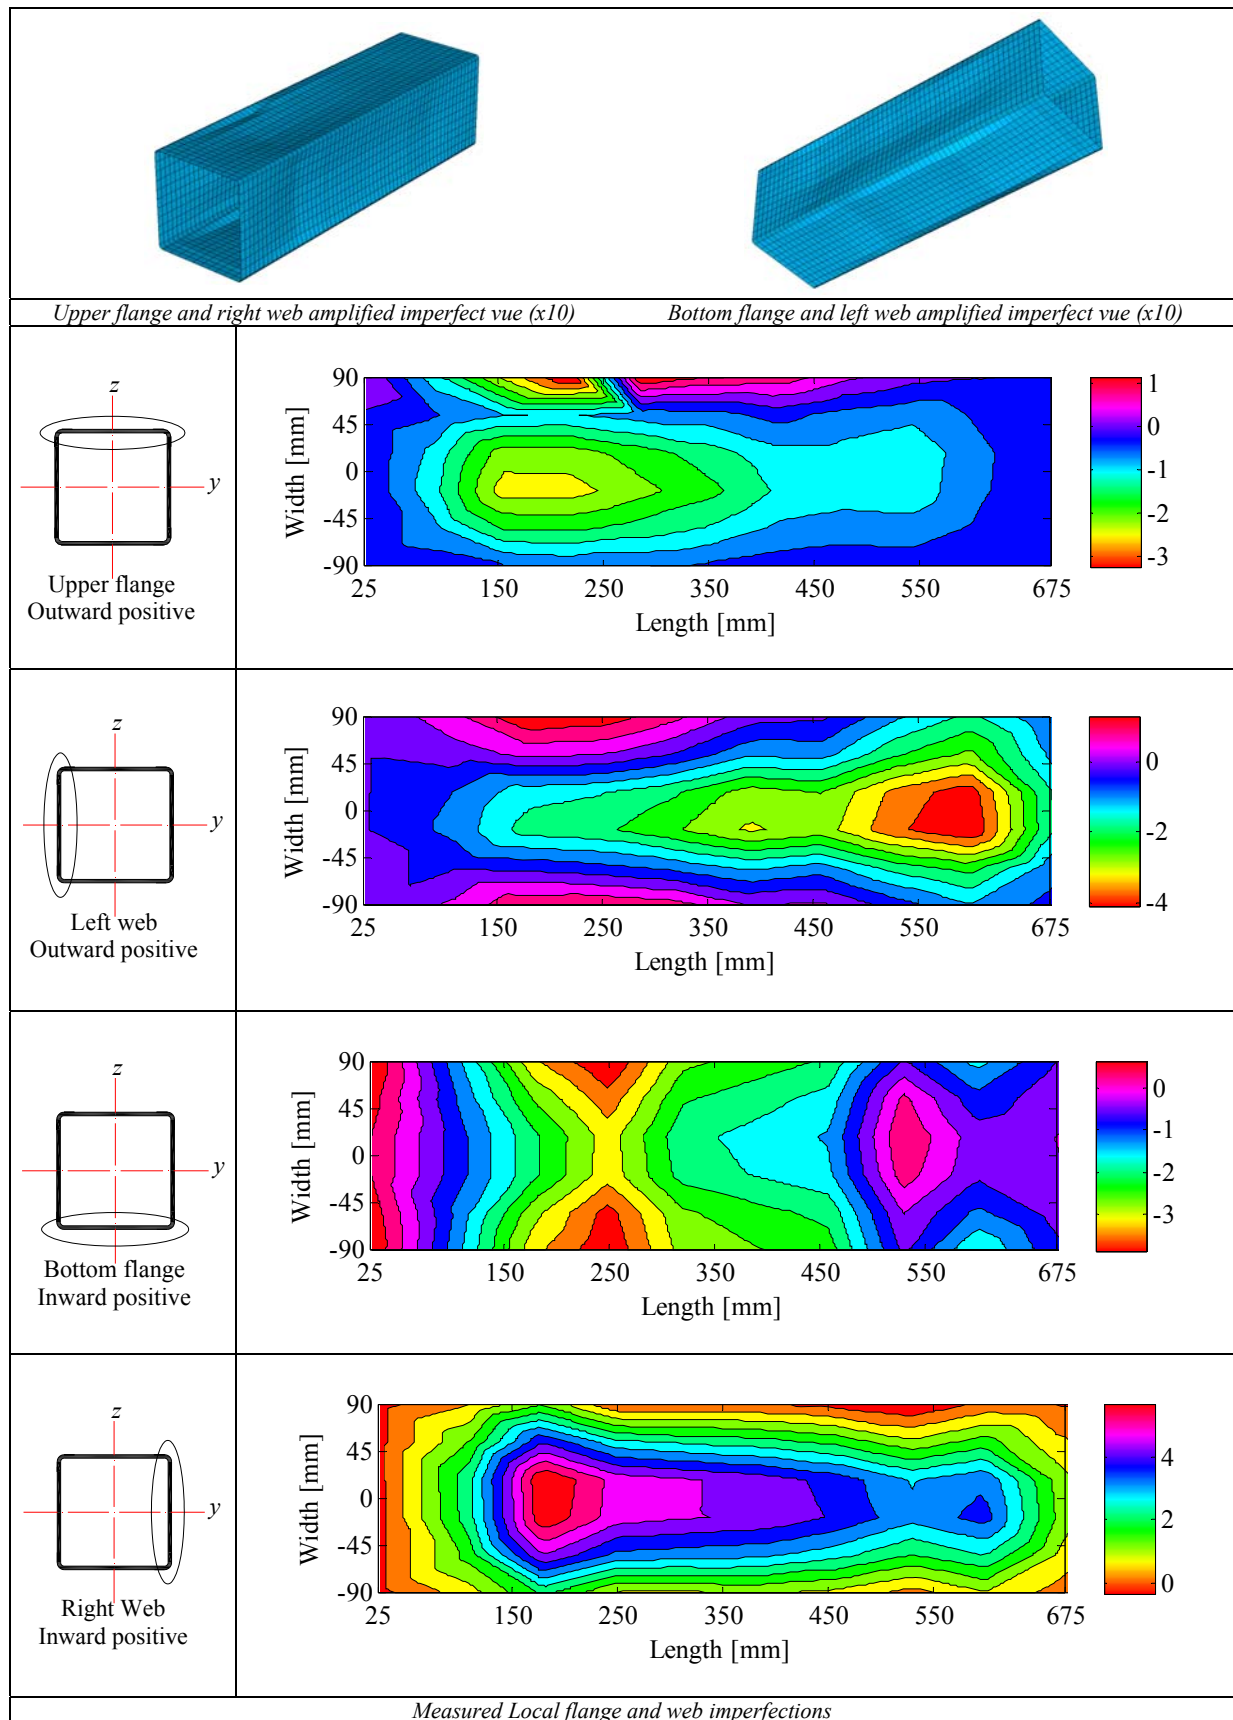 Upper flange and right web amplified imperfect vue (x10)
Bottom flange and left web amplified imperfect vue (x10)
z
y
Upper flange
Outward positive
Width [mm]
90
45
0
-45
-90
25 150 250 350 450 550 675
Length [mm]
1
0
-1
-2
-3
z
y
Left web
Outward positive
Width [mm]
90
45
0
-45
-90
25 150 250 350 450 550 675
Length [mm]
0
-2
-4
z
y
Bottom flange
Inward positive
Width [mm]
90
45
0
-45
-90
25 150 250 350 450 550 675
Length [mm]
0
-1
-2
-3
z
y
Right Web
Inward positive
Width [mm]
90
45
0
-45
-90
25 150 250 350 450 550 675
Length [mm]
4
2
0
Measured Local flange and web imperfections